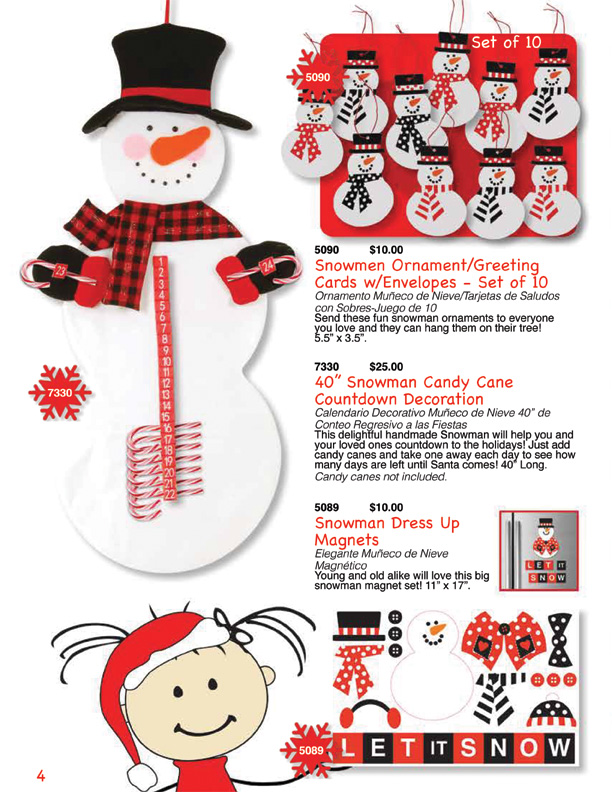 Set of 10
5090
5090 $10.00
Snowmen Ornament/Greeting
Cards w/Envelopes - Set of 10
Ornamento Muñeco de Nieve/Tarjetas de Saludos
con Sobres-Juego de 10
Send these fun snowman ornaments to everyone
you love and they can hang them on their tree!
5.5" x 3.5".
23
24
1
2
3
4
5
6
7
8
9
10
11
12
13
14
15
16
17
18
19
20
21
22
7330
7330 $25.00
40" Snowman Candy Cane
Countdown Decoration
Calendario Decorativo Muñeco de Nieve 40" de
Conteo Regresivo a las Fiestas
This delightful handmade Snowman will help you and
your loved ones countdown to the holidays! Just add
candy canes and take one away each day to see how
many days are left until Santa comes! 40" Long.
Candy canes not included.
5089 $10.00
Snowman Dress Up
Magnets
Elegante Muñeco de Nieve
Magnético
Young and old alike will love this big
snowman magnet set! 11" x 17".
LET IT
SNOW
5089
LET IT SNOW
4